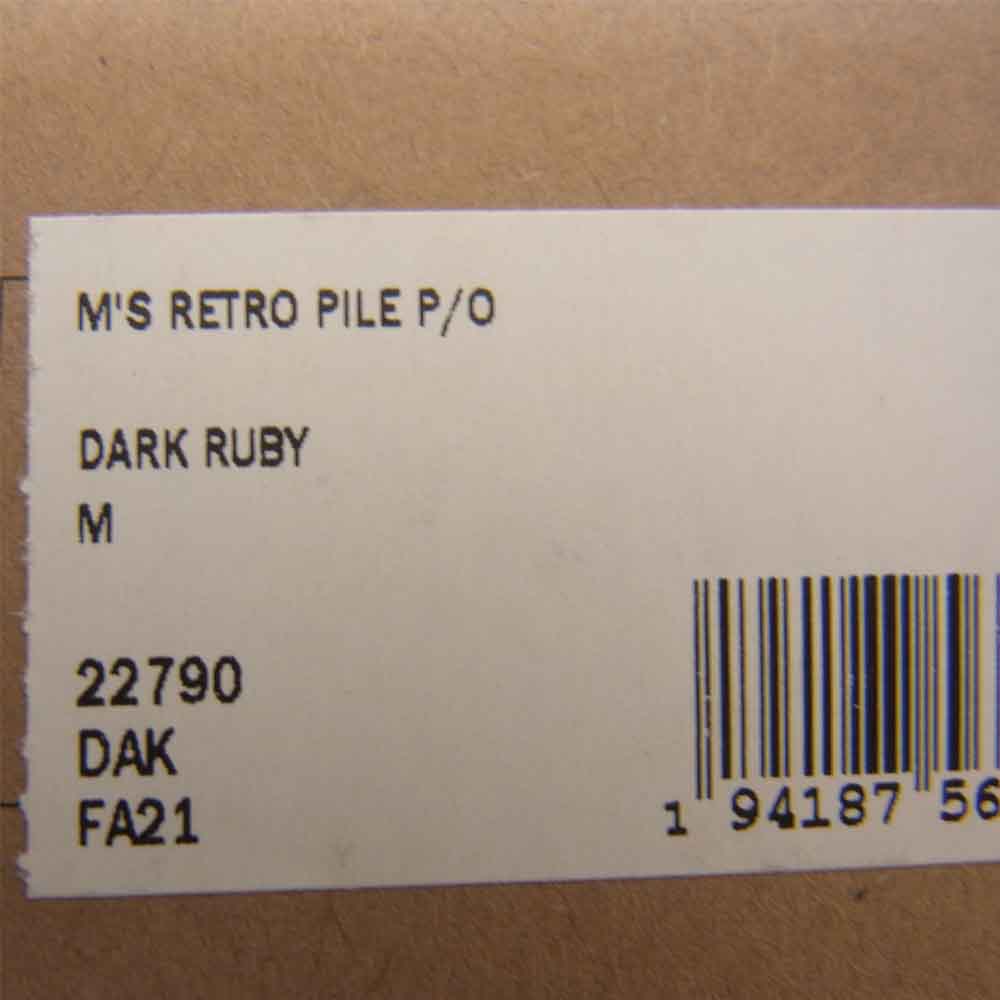 M'S RETRO PILE P/O
DARK RUBY
M
22790
DAK
FA21
1 94187 56